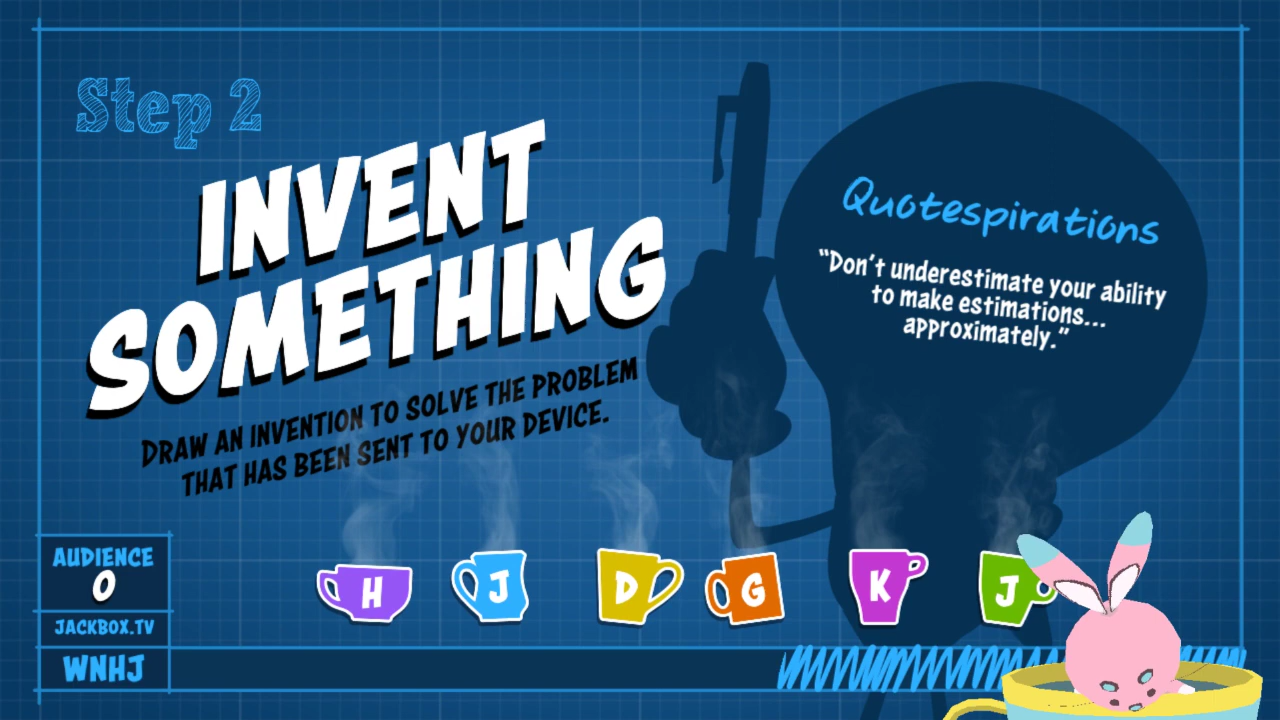 Step 2
INVENT
SOMETHING
DRAW AN INVENTION TO SOLVE THE PROBLEM
THAT HAS BEEN SENT TO YOUR DEVICE.
Quotespirations
“Don’t underestimate your ability
to make estimations...
approximately.”
H
J
D
G
K
J
AUDIENCE
0
JACKBOX.TV
WNHJ